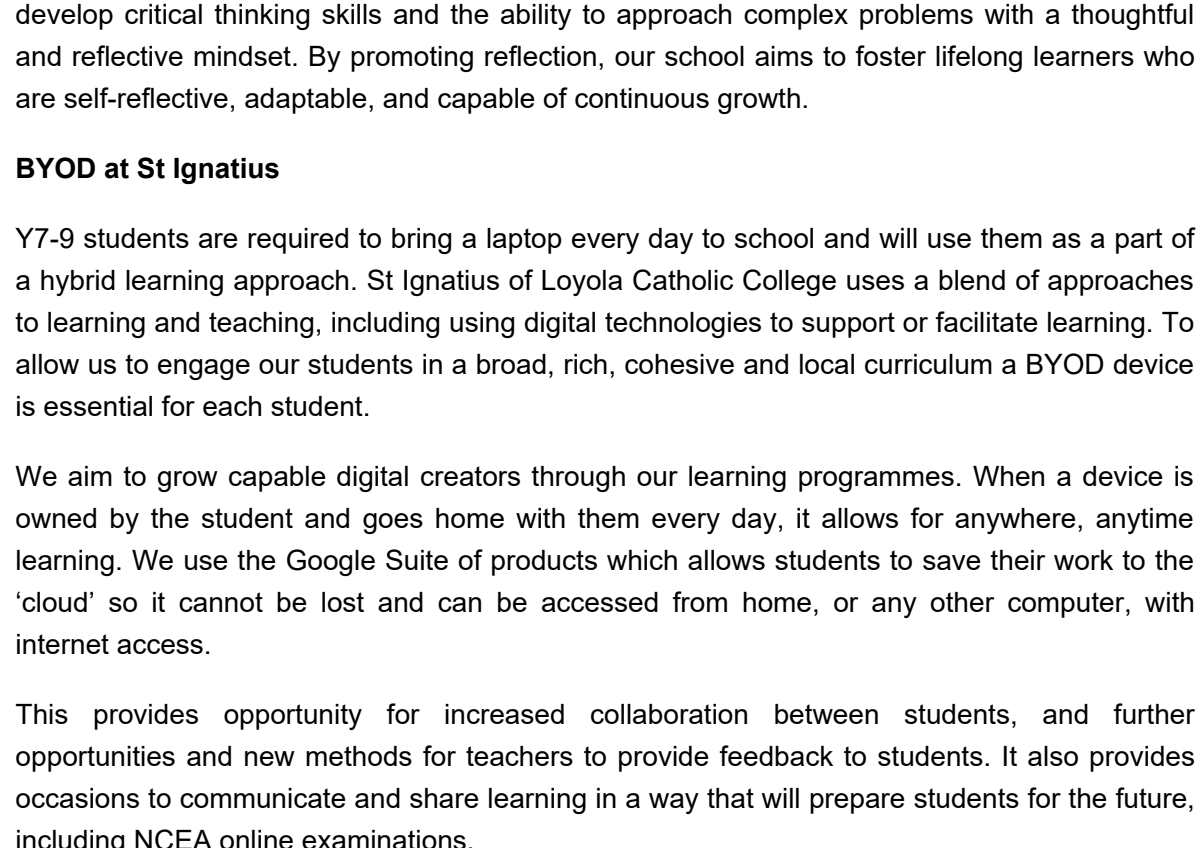 develop critical thinking skills and the ability to approach complex problems with a thoughtful
and reflective mindset. By promoting reflection, our school aims to foster lifelong learners who
are self-reflective, adaptable, and capable of continuous growth.
BYOD at St Ignatius
Y7-9 students are required to bring a laptop every day to school and will use them as a part of
a hybrid learning approach. St Ignatius of Loyola Catholic College uses a blend of approaches
to learning and teaching, including using digital technologies to support or facilitate learning. To
allow us to engage our students in a broad, rich, cohesive and local curriculum a BYOD device
is essential for each student.
We aim to grow capable digital creators through our learning programmes. When a device is
owned by the student and goes home with them every day, it allows for anywhere, anytime
learning. We use the Google Suite of products which allows students to save their work to the
‘cloud’ so it cannot be lost and can be accessed from home, or any other computer, with
internet access.
This provides opportunity for increased collaboration between students, and further
opportunities and new methods for teachers to provide feedback to students. It also provides
occasions to communicate and share learning in a way that will prepare students for the future,
including NCEA online examinations.